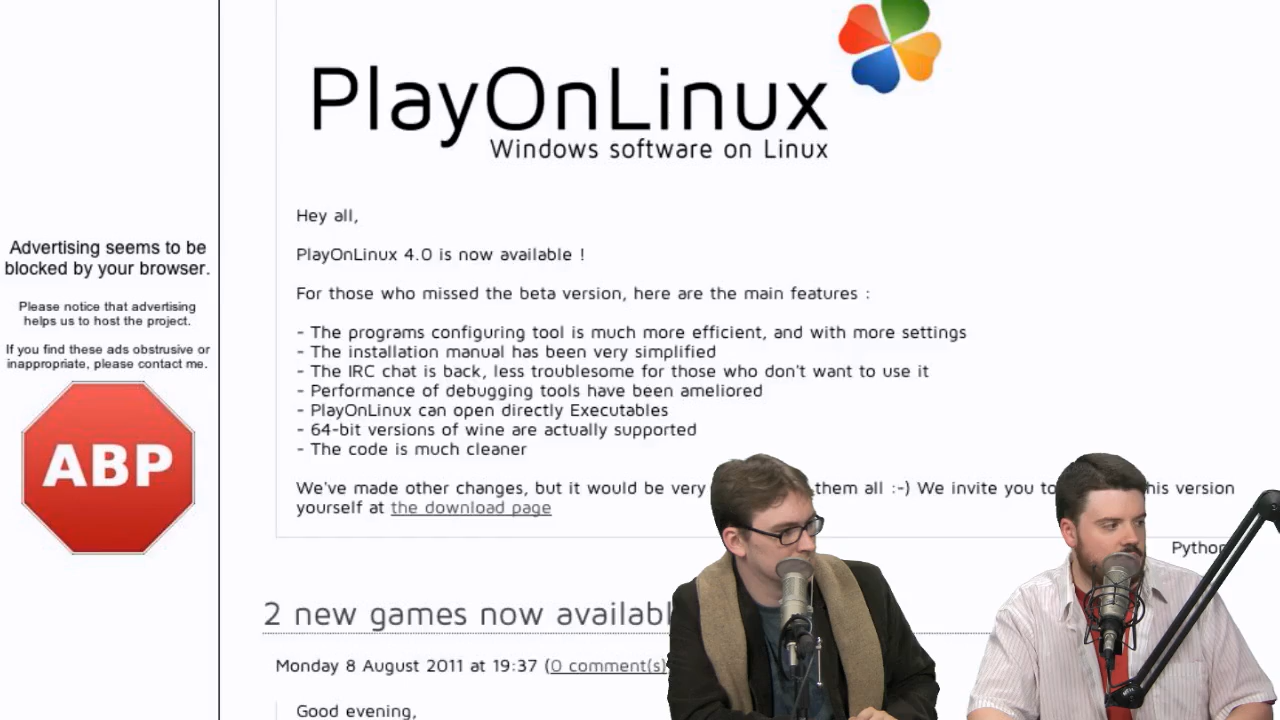 PlayOnLinux
Windows software on Linux
Hey all,
PlayOnLinux 4.0 is now available !
For those who missed the beta version, here are the main features :
- The programs configuring tool is much more efficient, and with more settings
- The installation manual has been very simplified
- The IRC chat is back, less troublesome for those who don't want to use it
- Performance of debugging tools have been ameliored
- PlayOnLinux can open directly Executables
- 64-bit versions of wine are actually supported
- The code is much cleaner
We've made other changes, but it would be very them all :-) We invite you to his version
yourself at the download page
Python
2 new games now availabl
Monday 8 August 2011 at 19:37 (0 comment(s)
Good evening,
Advertising seems to be
blocked by your browser.
Please notice that advertising
helps us to host the project.
If you find these ads obstrusive or
inappropriate, please contact me.
ABP